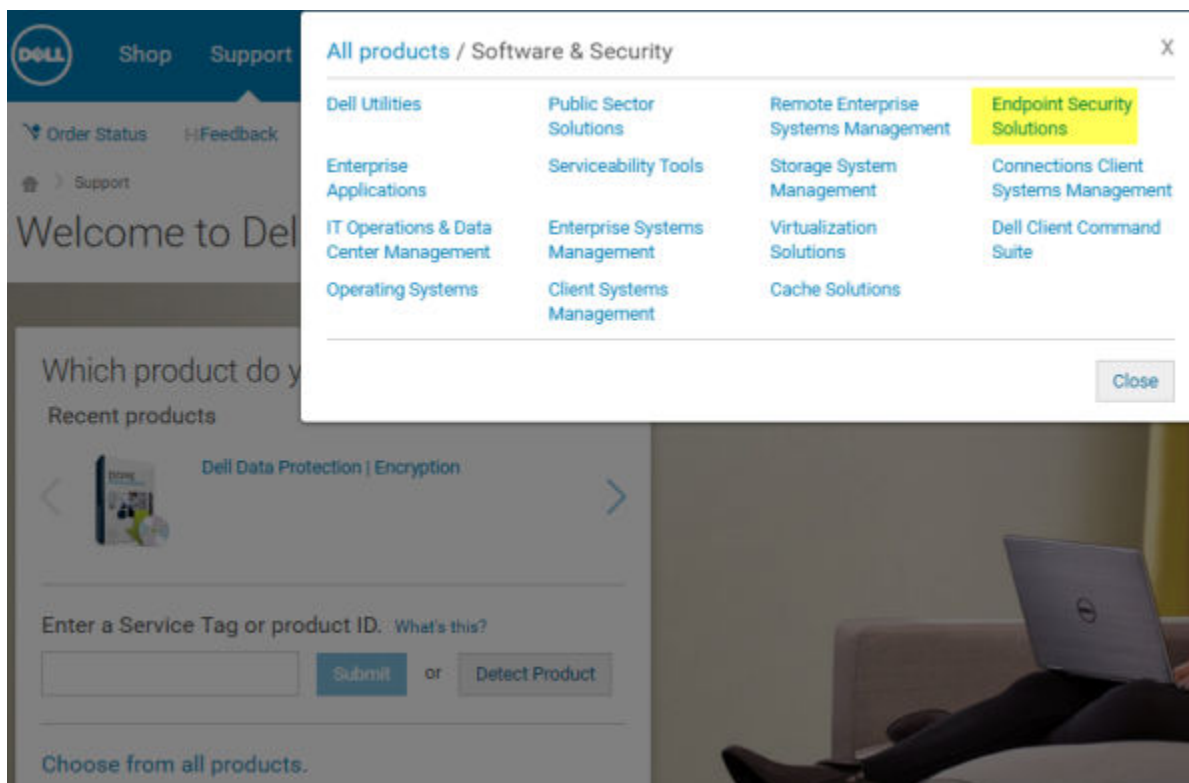 DELL
Shop Support
All products / Software & Security X
Dell Utilities
Public Sector
Solutions
Remote Enterprise
Systems Management
Endpoint Security
Solutions
Enterprise
Applications
Serviceability Tools
Storage System
Management
Connections Client
Systems Management
IT Operations & Data
Center Management
Enterprise Systems
Management
Virtualization
Solutions
Dell Client Command
Suite
Operating Systems
Client Systems
Management
Cache Solutions
Close
Order Status Feedback
Support
Welcome to Del
Which product do y
Recent products
Dell Data Protection | Encryption
Enter a Service Tag or product ID. What's this?
Submit or Detect Product
Choose from all products.